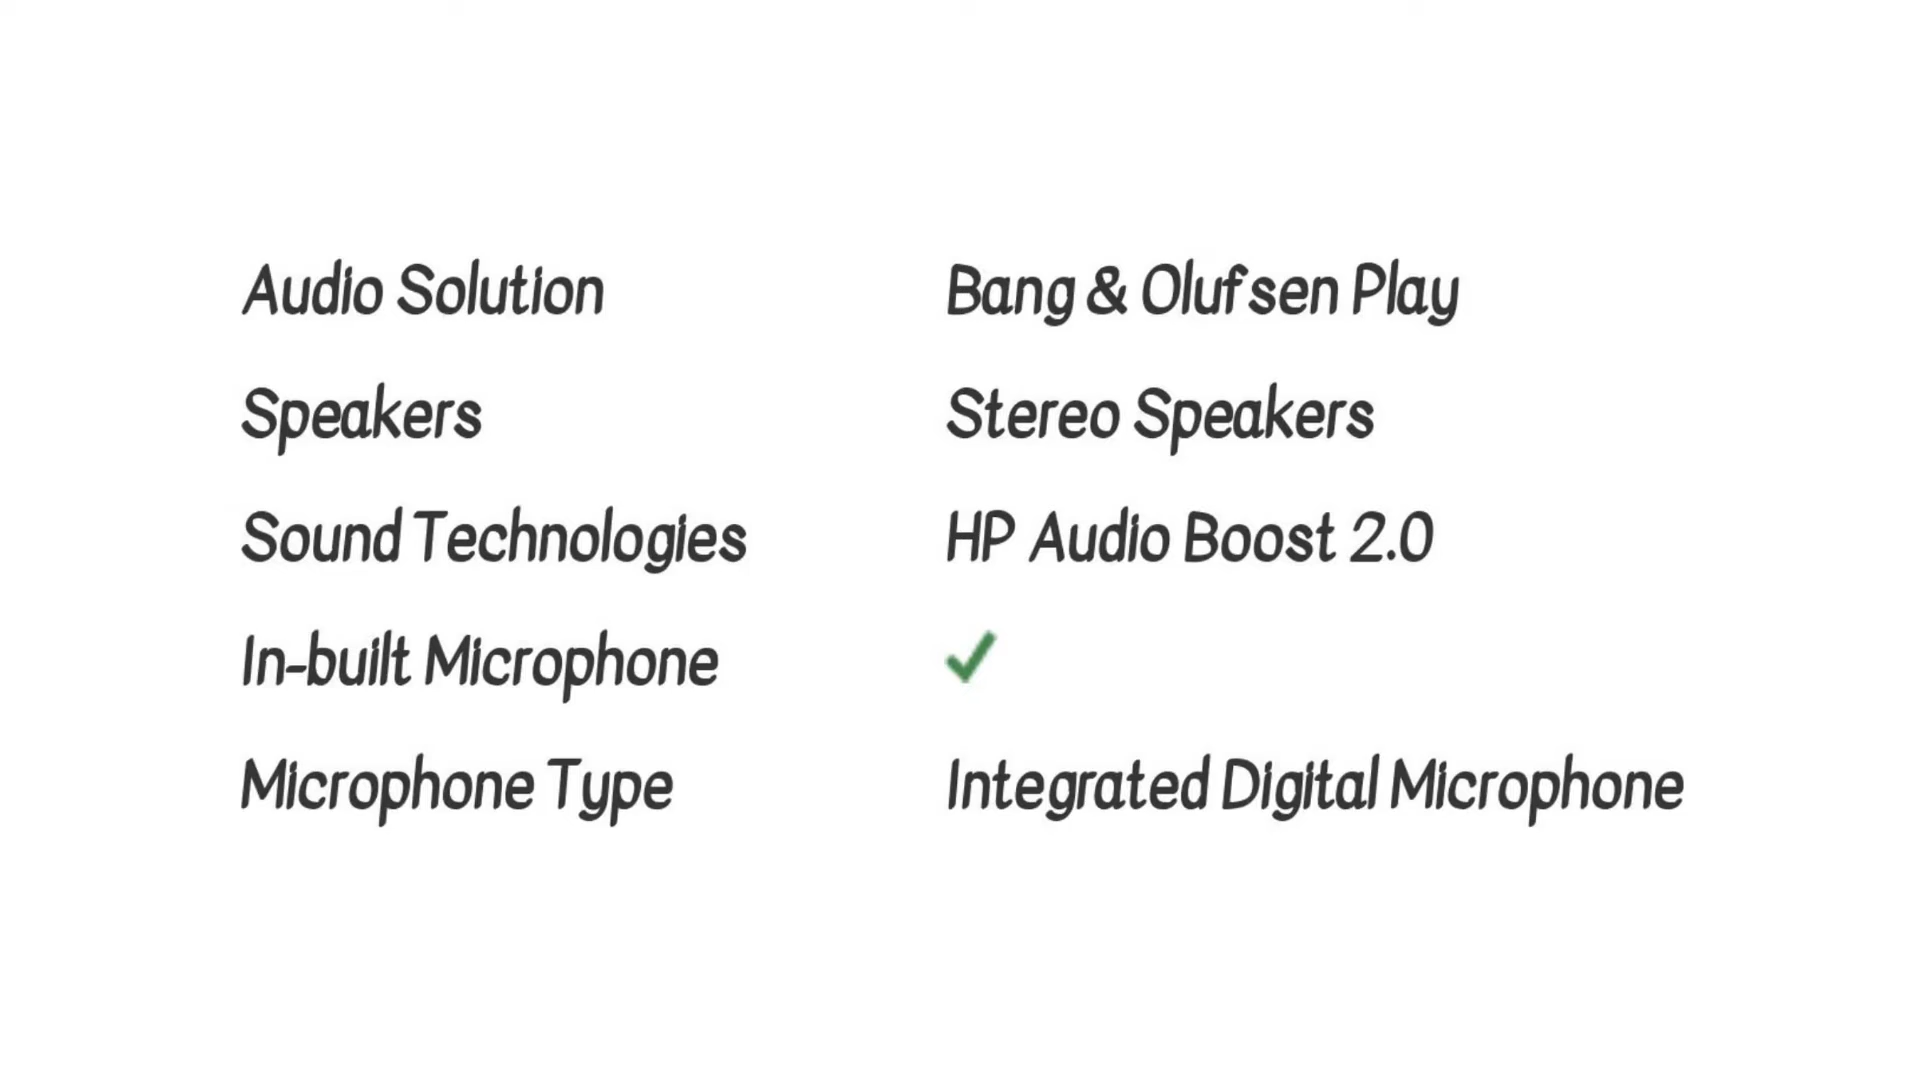 Audio Solution Bang & Olufsen Play
Speakers Stereo Speakers
Sound Technologies HP Audio Boost 2.0
In-built Microphone ✓
Microphone Type Integrated Digital Microphone